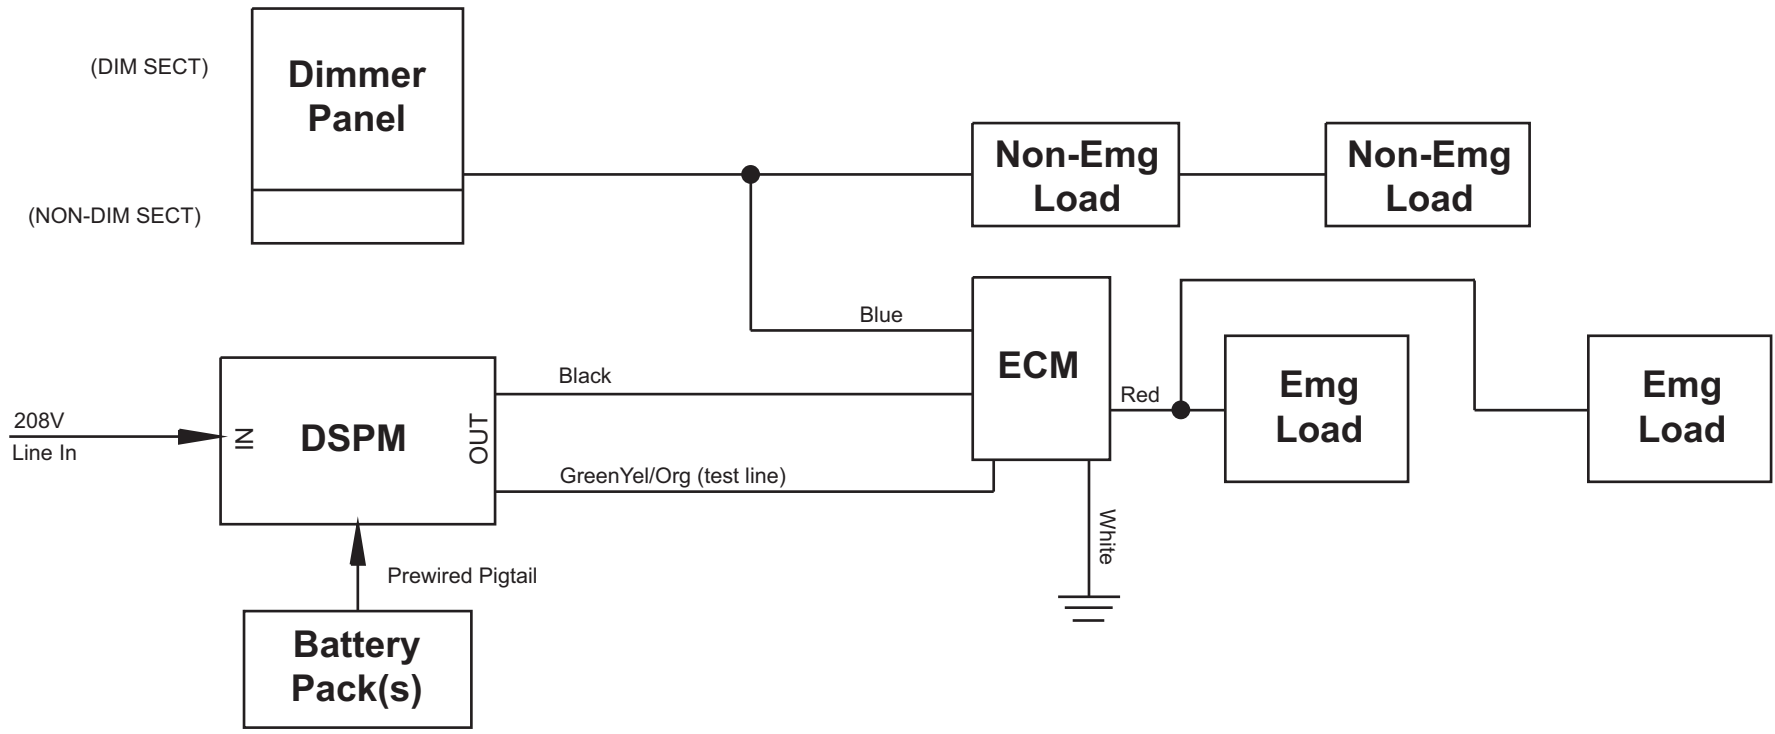 (DIM SECT)
Dimmer
Panel
(NON-DIM SECT)
Non-Emg
Load
Non-Emg
Load
Blue
ECM
Black
Red
Emg
Load
Emg
Load
208V
Line In
IN
DSPM
OUT
GreenYel/Org (test line)
White
Prewired Pigtail
Battery
Pack(s)